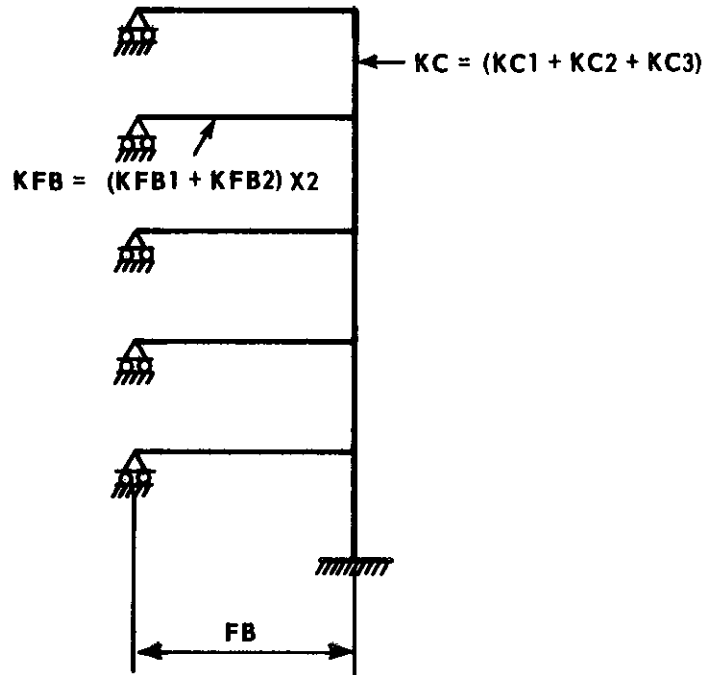 KC = (KC1 + KC2 + KC3)
KFB = (KFB1 + KFB2) X2
FB